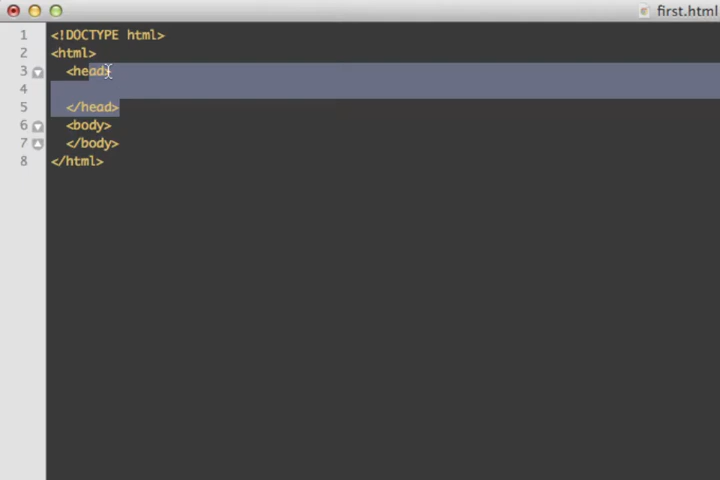 first.html
1 <!DOCTYPE html>
2 <html>
3   <head>
4
5   </head>
6   <body>
7   </body>
8 </html>